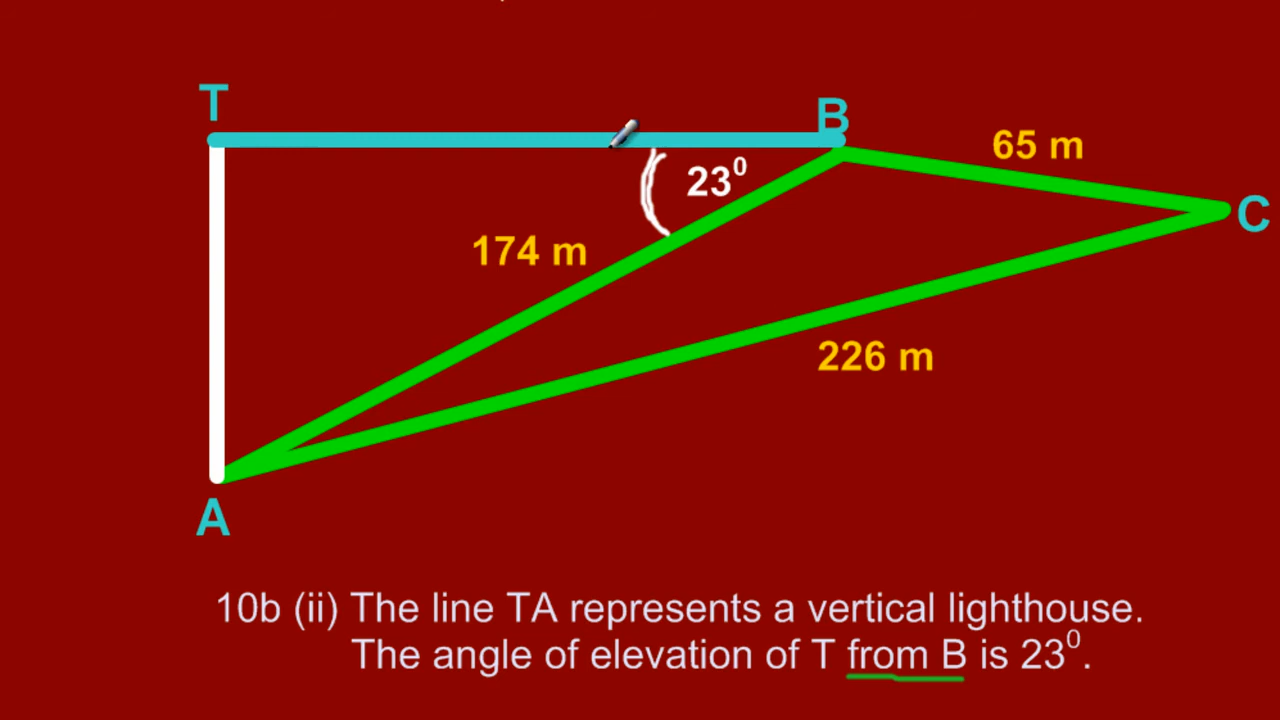 T
B
65 m
23⁰
C
174 m
226 m
A
10b (ii) The line TA represents a vertical lighthouse.
The angle of elevation of T from B is 23⁰.